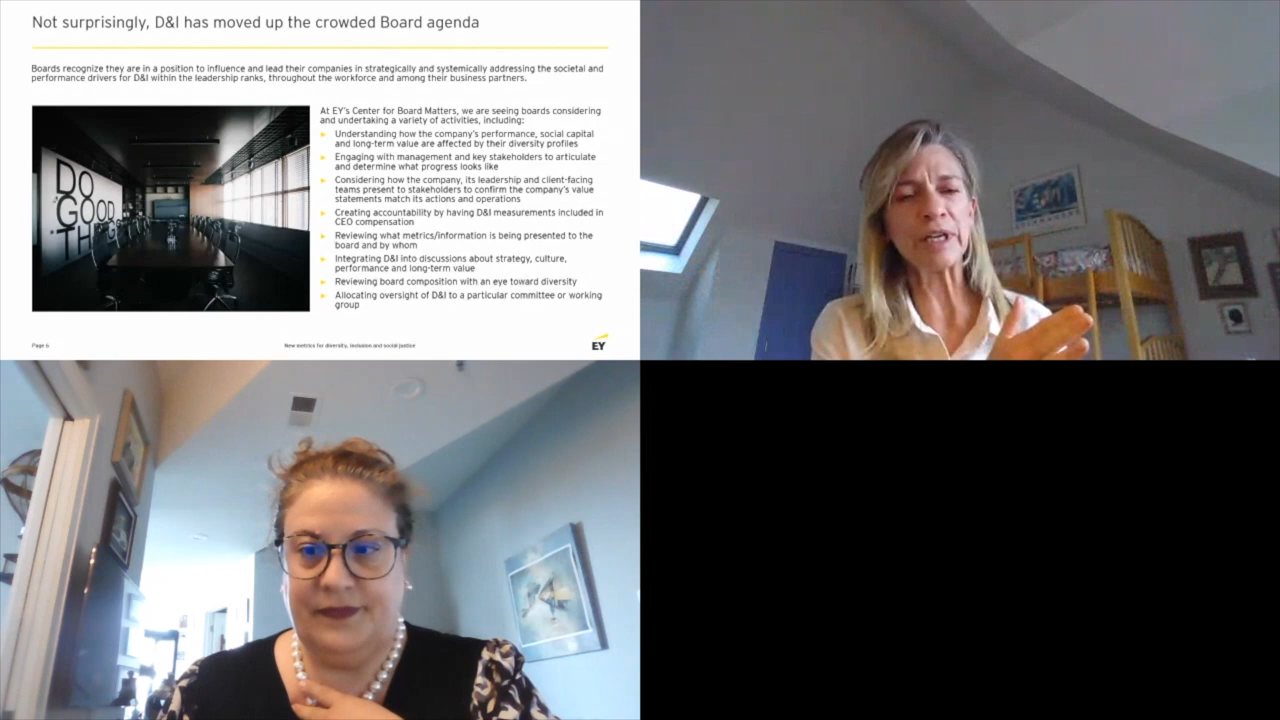 Not surprisingly, D&I has moved up the crowded Board agenda
Boards recognize they are in a position to influence and lead their companies in strategically and systemically addressing the societal and
performance drivers for D&I within the leadership ranks, throughout the workforce and among their business partners.
DO
GOOD
At EY's Center for Board Matters, we are seeing boards considering
and undertaking a variety of activities, including:
Understanding how the company's performance, social capital
and long-term value are affected by their diversity profiles
Engaging with management and key stakeholders to articulate
and determine what progress looks like
Considering how the company, its leadership and client-facing
teams present to stakeholders to confirm the company's value
statements match its actions and operations
Creating accountability by having D&I measurements included in
CEO compensation
Reviewing what metrics/information is being presented to the
board and by whom
Integrating D&I into discussions about strategy, culture,
performance and long-term value
Reviewing board composition with an eye toward diversity
Allocating oversight of D&I to a particular committee or working
group
Page 6
New metrics for diversity, inclusion and social justice
EY